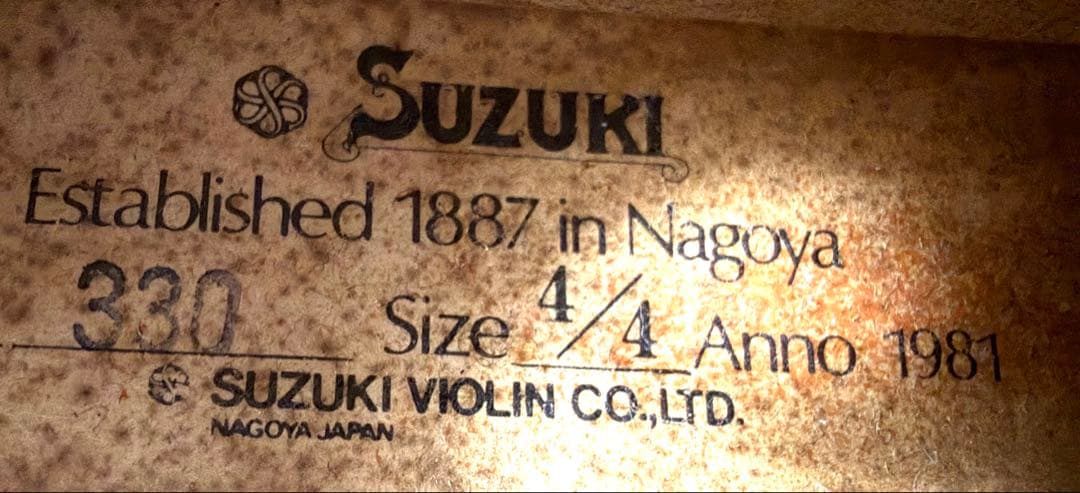 SUZUKI
Established 1887 in Nagoya
330 Size 4/4 Anno 1981
SUZUKI VIOLIN CO.,LTD.
NAGOYA JAPAN